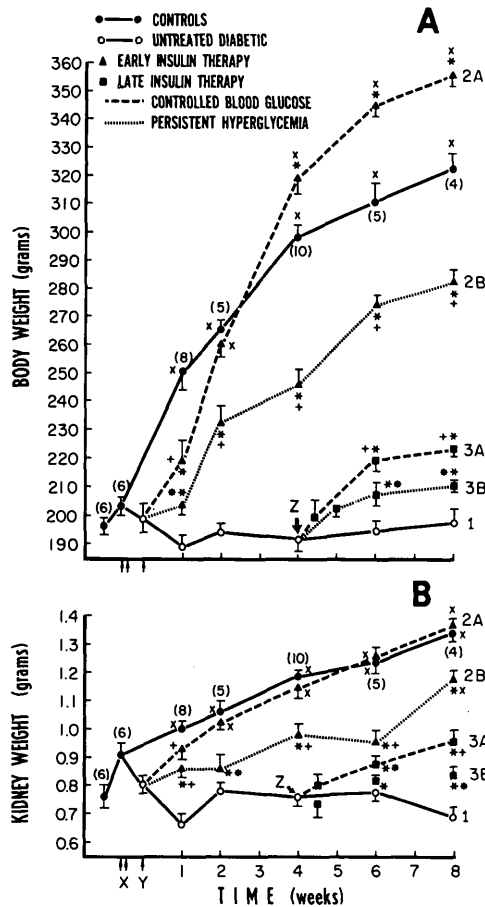 CONTROLS
UNTREATED DIABETIC
EARLY INSULIN THERAPY
LATE INSULIN THERAPY
CONTROLLED BLOOD GLUCOSE
PERSISTENT HYPERGLYCEMIA
A
BODY WEIGHT (grams)
360
350
340
330
320
310
300
290
280
270
260
250
240
230
220
210
200
190
(6)
(6)
(8)
(5)
(10)
(5)
(4)
x
x
x
x
x
x
x
*
x
*
x
*
+
*
**
*
+
*
+
*
+
*
+
+*
**
+*
**
Z
2A
2B
3A
3B
1
B
KIDNEY WEIGHT (grams)
1.4
1.3
1.2
1.1
1.0
0.9
0.8
0.7
0.6
(6)
(6)
(8)
(5)
(10)
(5)
(4)
x
x
x
x
x
x
x
x
x
+
*+
**
*+
*+
*x
**
*
*+
**
Z
2A
2B
3A
3B
1
X Y
1 2 4 6 8
TIME (weeks)